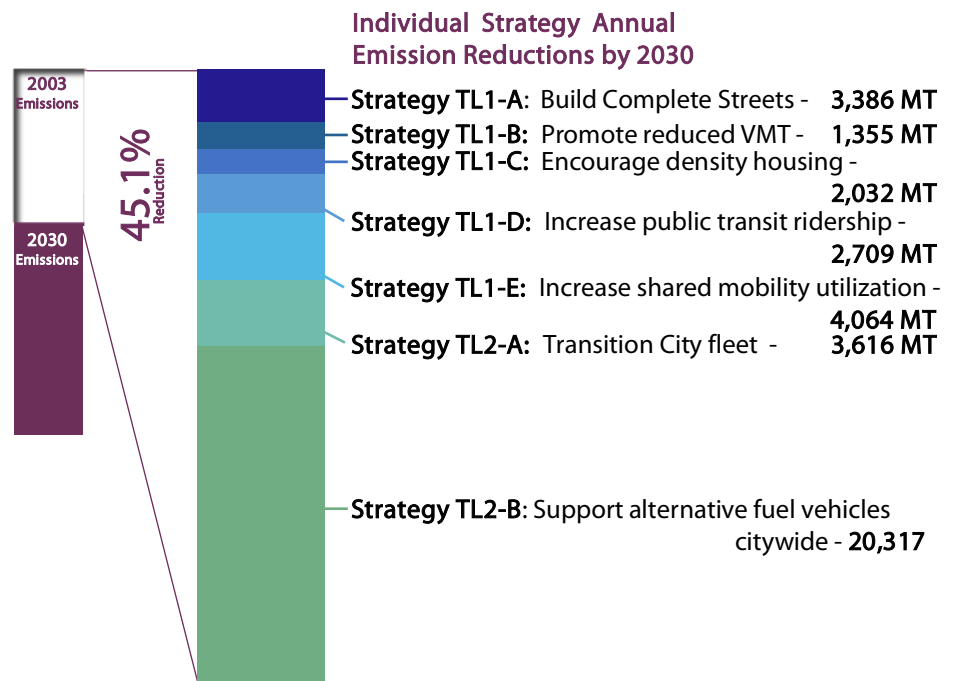 Individual Strategy Annual
Emission Reductions by 2030
2003
Emissions
45.1%
Reduction
2030
Emissions
Strategy TL1-A: Build Complete Streets - 3,386 MT
Strategy TL1-B: Promote reduced VMT - 1,355 MT
Strategy TL1-C: Encourage density housing -
2,032 MT
Strategy TL1-D: Increase public transit ridership -
2,709 MT
Strategy TL1-E: Increase shared mobility utilization -
4,064 MT
Strategy TL2-A: Transition City fleet - 3,616 MT
Strategy TL2-B: Support alternative fuel vehicles
citywide - 20,317